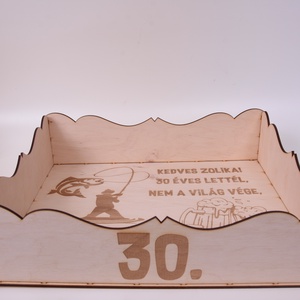 KEDVES ZOLIKA!
30 ÉVES LETTÉL,
NEM A VILÁG VÉGE,
30.